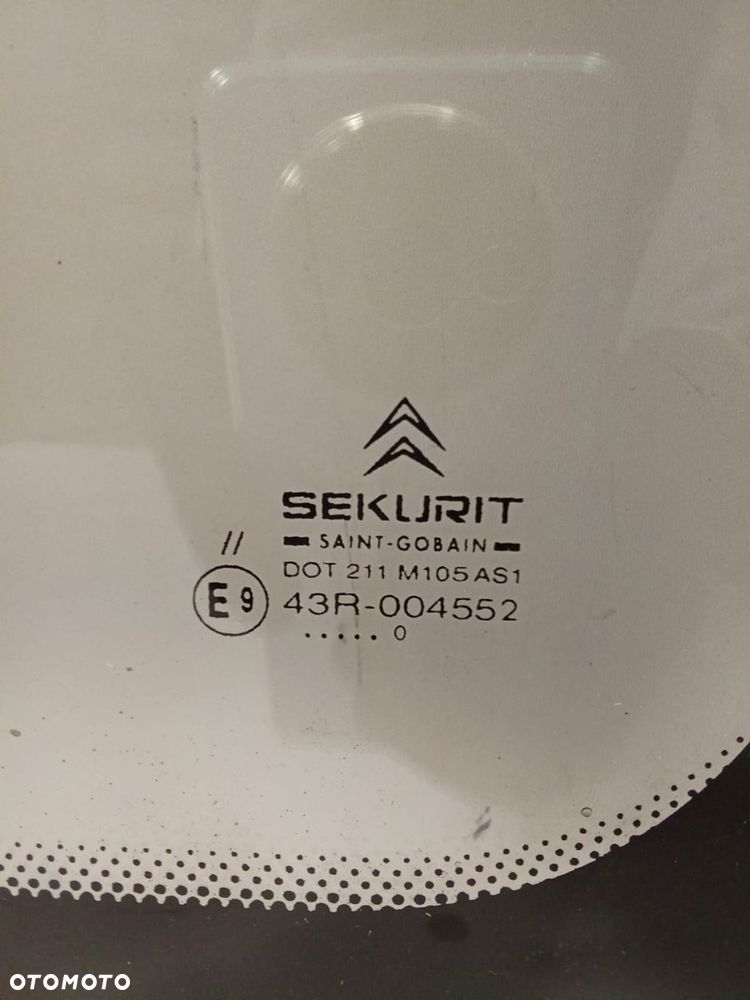 SEKURIT
SAINT-GOBAIN
//
DOT 211 M105 AS1
E9
43R-004552
.....0
OTOMOTO